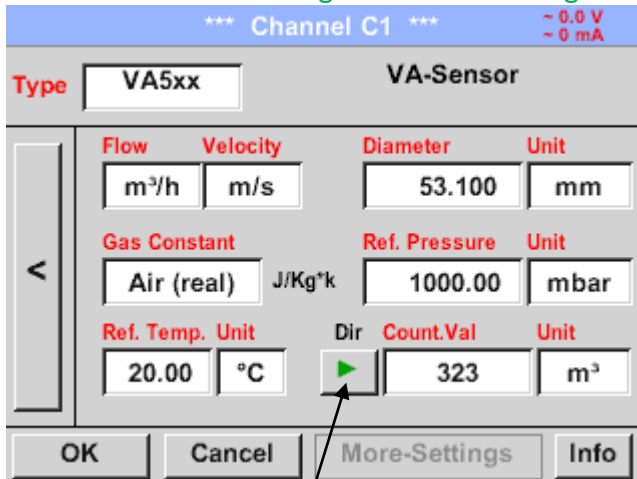 *** Channel C1 *** ~ 0.0 V
~ 0 mA
Type VA5xx VA-Sensor
Flow Velocity Diameter Unit
m³/h m/s 53.100 mm
Gas Constant Ref. Pressure Unit
< Air (real) J/Kg*k 1000.00 mbar
Ref. Temp. Unit Dir Count.Val Unit
20.00 °C 323 m³
OK Cancel More-Settings Info